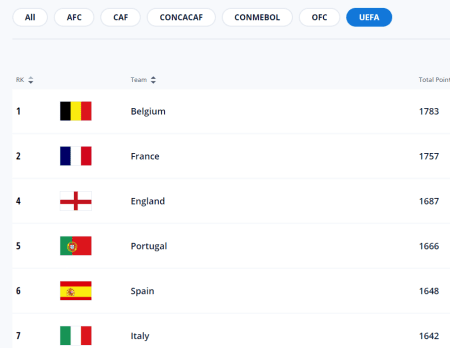 All AFC CAF CONCACAF CONMEBOL OFC UEFA
RK Team Total Poin
1 Belgium 1783
2 France 1757
4 England 1687
5 Portugal 1666
6 Spain 1648
7 Italy 1642